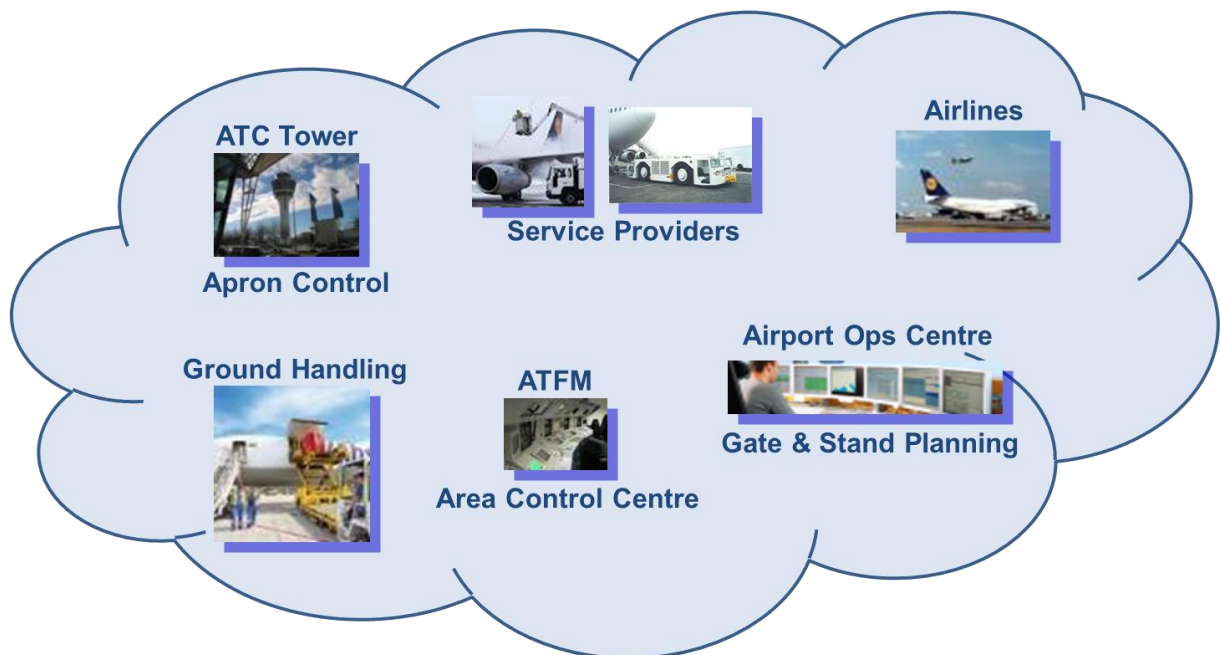 ATC Tower
Apron Control
Service Providers
Airlines
Ground Handling
ATFM
Area Control Centre
Airport Ops Centre
Gate & Stand Planning